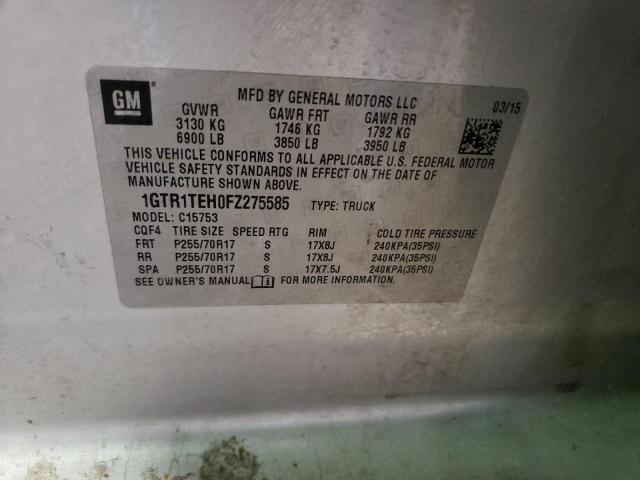 GM
MFD BY GENERAL MOTORS LLC
03/15
GVWR GAWR FRT GAWR RR
3130 KG 1746 KG 1792 KG
6900 LB 3850 LB 3950 LB
THIS VEHICLE CONFORMS TO ALL APPLICABLE U.S. FEDERAL MOTOR
VEHICLE SAFETY STANDARDS IN EFFECT ON THE DATE OF
MANUFACTURE SHOWN ABOVE.
1GTR1TEH0FZ275585 TYPE: TRUCK
MODEL: C15753
CQF4 TIRE SIZE SPEED RTG RIM COLD TIRE PRESSURE
FRT P255/70R17 S 17X8J 240KPA(35PSI)
RR P255/70R17 S 17X8J 240KPA(35PSI)
SPA P255/70R17 S 17X7.5J 240KPA(35PSI)
SEE OWNER'S MANUAL FOR MORE INFORMATION.